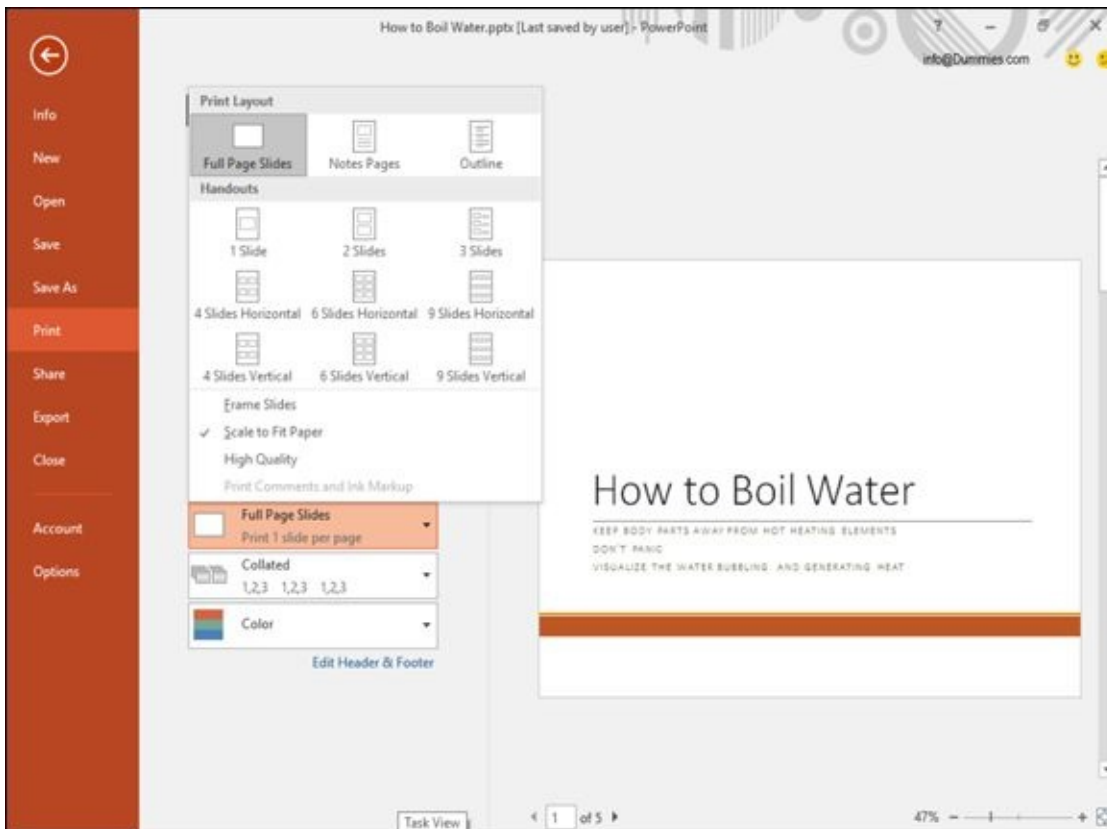 How to Boil Water.pptx [Last saved by user] - PowerPoint
?
info@Dummies.com
Info
New
Open
Save
Save As
Print
Share
Export
Close
Account
Options
Print Layout
Full Page Slides Notes Pages Outline
Handouts
1 Slide 2 Slides 3 Slides
4 Slides Horizontal 6 Slides Horizontal 9 Slides Horizontal
4 Slides Vertical 6 Slides Vertical 9 Slides Vertical
Frame Slides
Scale to Fit Paper
High Quality
Print Comments and Ink Markup
Full Page Slides
Print 1 slide per page
Collated
1,2,3 1,2,3 1,2,3
Color
Edit Header & Footer
How to Boil Water
KEEP BODY PARTS AWAY FROM HOT HEATING ELEMENTS
DON'T PANIC
VISUALIZE THE WATER BUBBLING AND GENERATING HEAT
Task View
1 of 5
47%